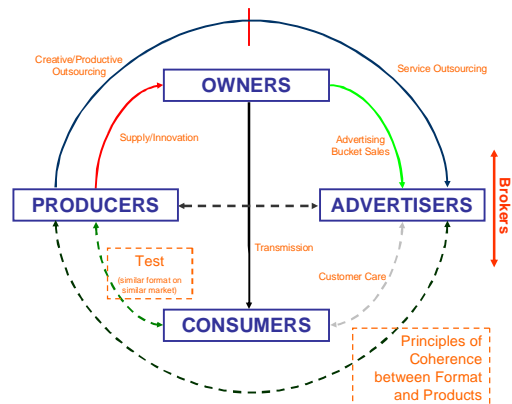 Creative/Productive
Outsourcing
Service Outsourcing
OWNERS
Supply/Innovation
Advertising
Bucket Sales
Brokers
PRODUCERS
ADVERTISERS
Test
(similar format on
similar market)
Transmission
Customer Care
CONSUMERS
Principles of
Coherence
between Format
and Products